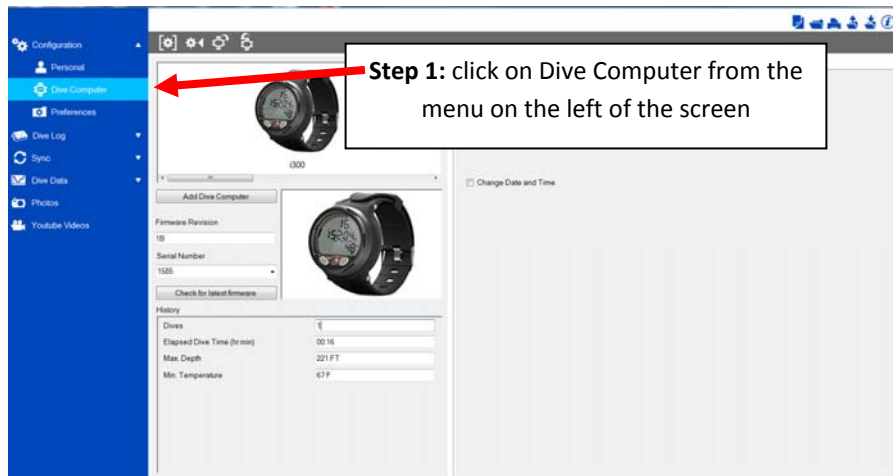 Configuration
Personal
Dive Computer
Preferences
Dive Log
Sync
Dive Data
Photos
Youtube Videos
Step 1: click on Dive Computer from the
menu on the left of the screen
i300
Add Dive Computer
Firmware Revision
1B
Serial Number
1585
Check for latest firmware
History
Dives 1
Elapsed Dive Time (hr:min) 00:16
Max. Depth 221 FT
Min. Temperature 67 F
Change Date and Time